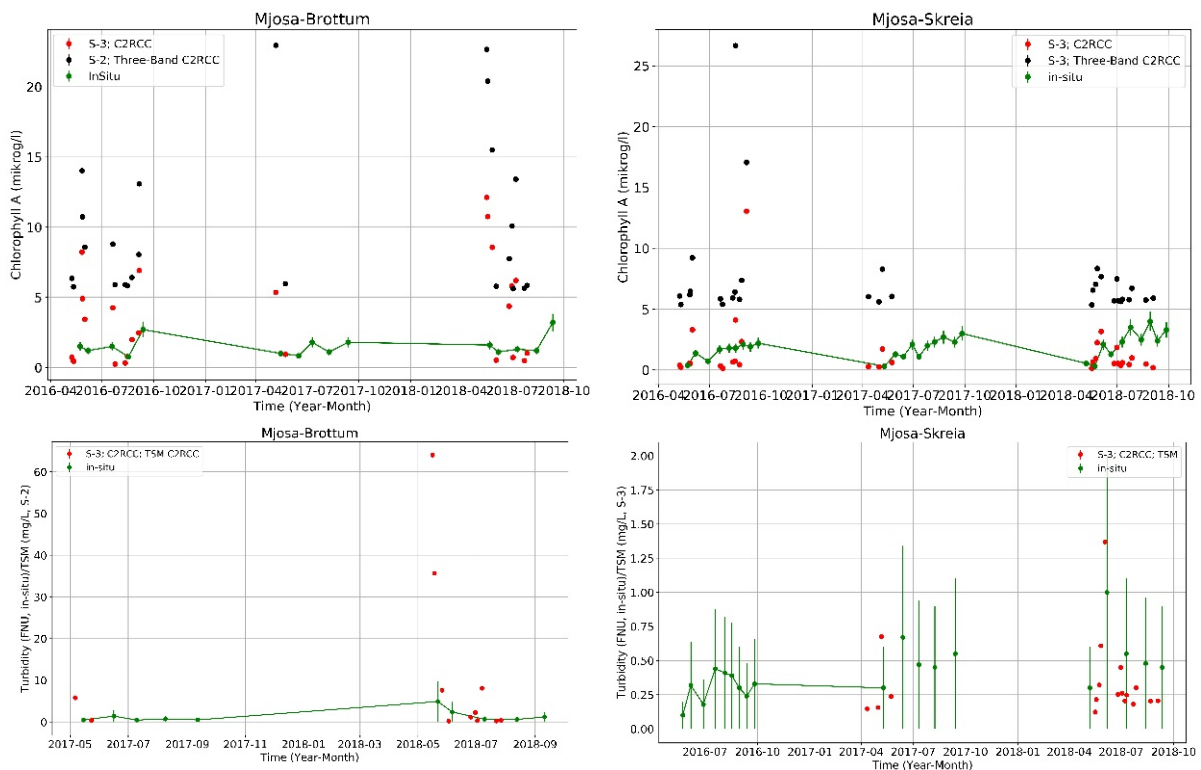 Mjosa-Brottum
S-3; C2RCC
S-2; Three-Band C2RCC
InSitu
Chlorophyll A (mikrog/l)
20
15
10
5
0
2016-04 2016-07 2016-10 2017-01 2017-04 2017-07 2017-10 2018-01 2018-04 2018-07 2018-10
Time (Year-Month)
Mjosa-Skreia
S-3; C2RCC
S-3; Three-Band C2RCC
in-situ
Chlorophyll A (mikrog/l)
25
20
15
10
5
0
2016-04 2016-07 2016-10 2017-01 2017-04 2017-07 2017-10 2018-01 2018-04 2018-07 2018-10
Time (Year-Month)
Mjosa-Brottum
S-3; C2RCC; TSM C2RCC
in-situ
Turbidity (FNU, in-situ)/TSM (mg/L, S-2)
60
40
20
10
0
2017-05 2017-07 2017-09 2017-11 2018-01 2018-03 2018-05 2018-07 2018-09
Time (Year-Month)
Mjosa-Skreia
S-3; C2RCC; TSM
in-situ
Turbidity (FNU, in-situ)/TSM (mg/L, S-3)
2.00
1.75
1.50
1.25
1.00
0.75
0.50
0.25
0.00
2016-07 2016-10 2017-01 2017-04 2017-07 2017-10 2018-01 2018-04 2018-07 2018-10
Time (Year-Month)